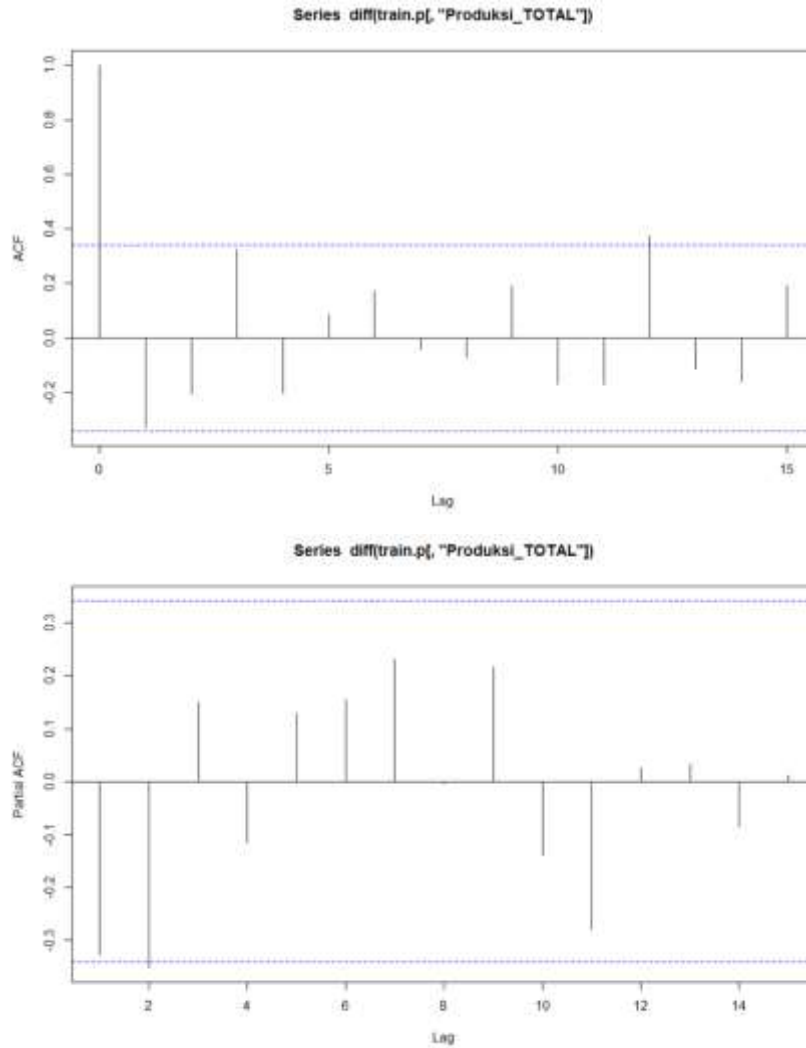 Series diff(train.p[, "Produksi_TOTAL"])
1.0
0.8
0.6
0.4
0.2
0.0
-0.2
ACF
0 5 10 15
Lag
Series diff(train.p[, "Produksi_TOTAL"])
0.3
0.2
0.1
0.0
-0.1
-0.2
-0.3
Partial ACF
2 4 6 8 10 12 14
Lag